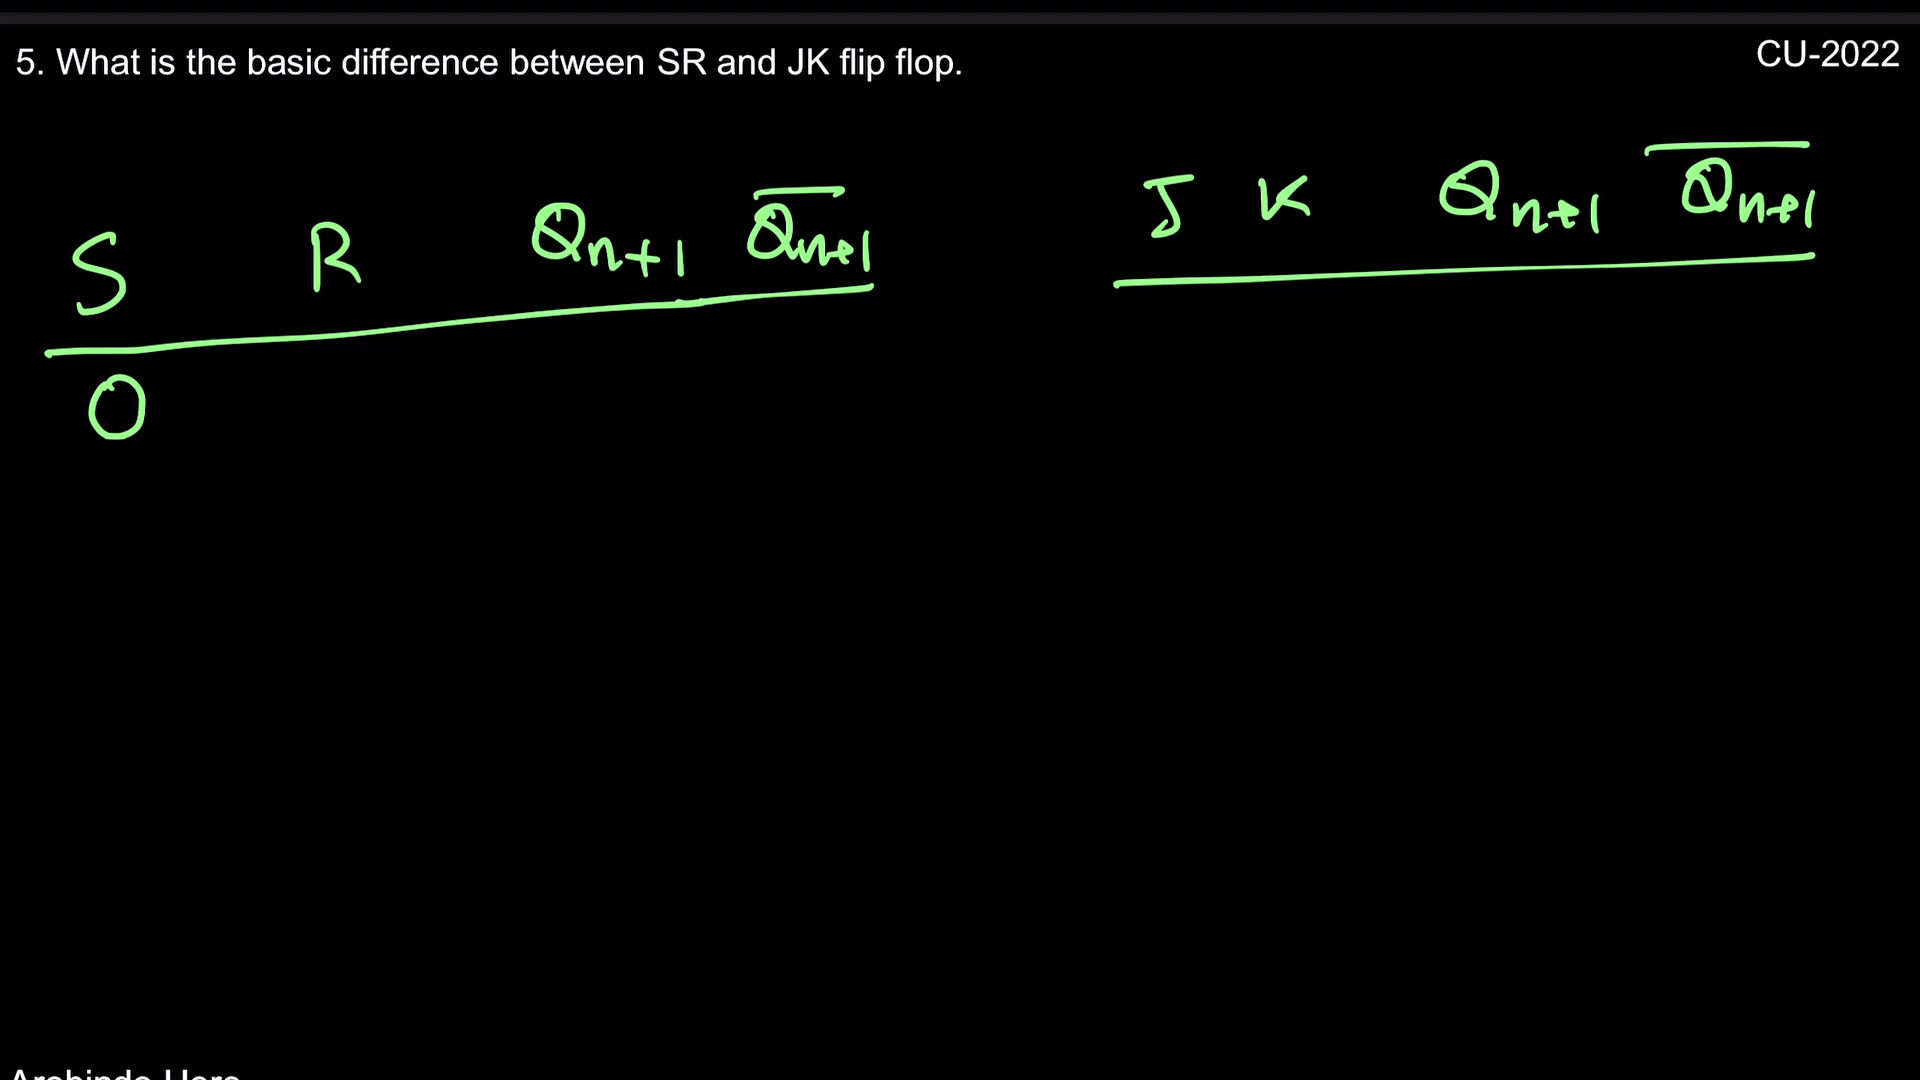 5. What is the basic difference between SR and JK flip flop.
CU-2022
S R Qn+1 Q̅n+1
0
J K Qn+1 Q̅n+1